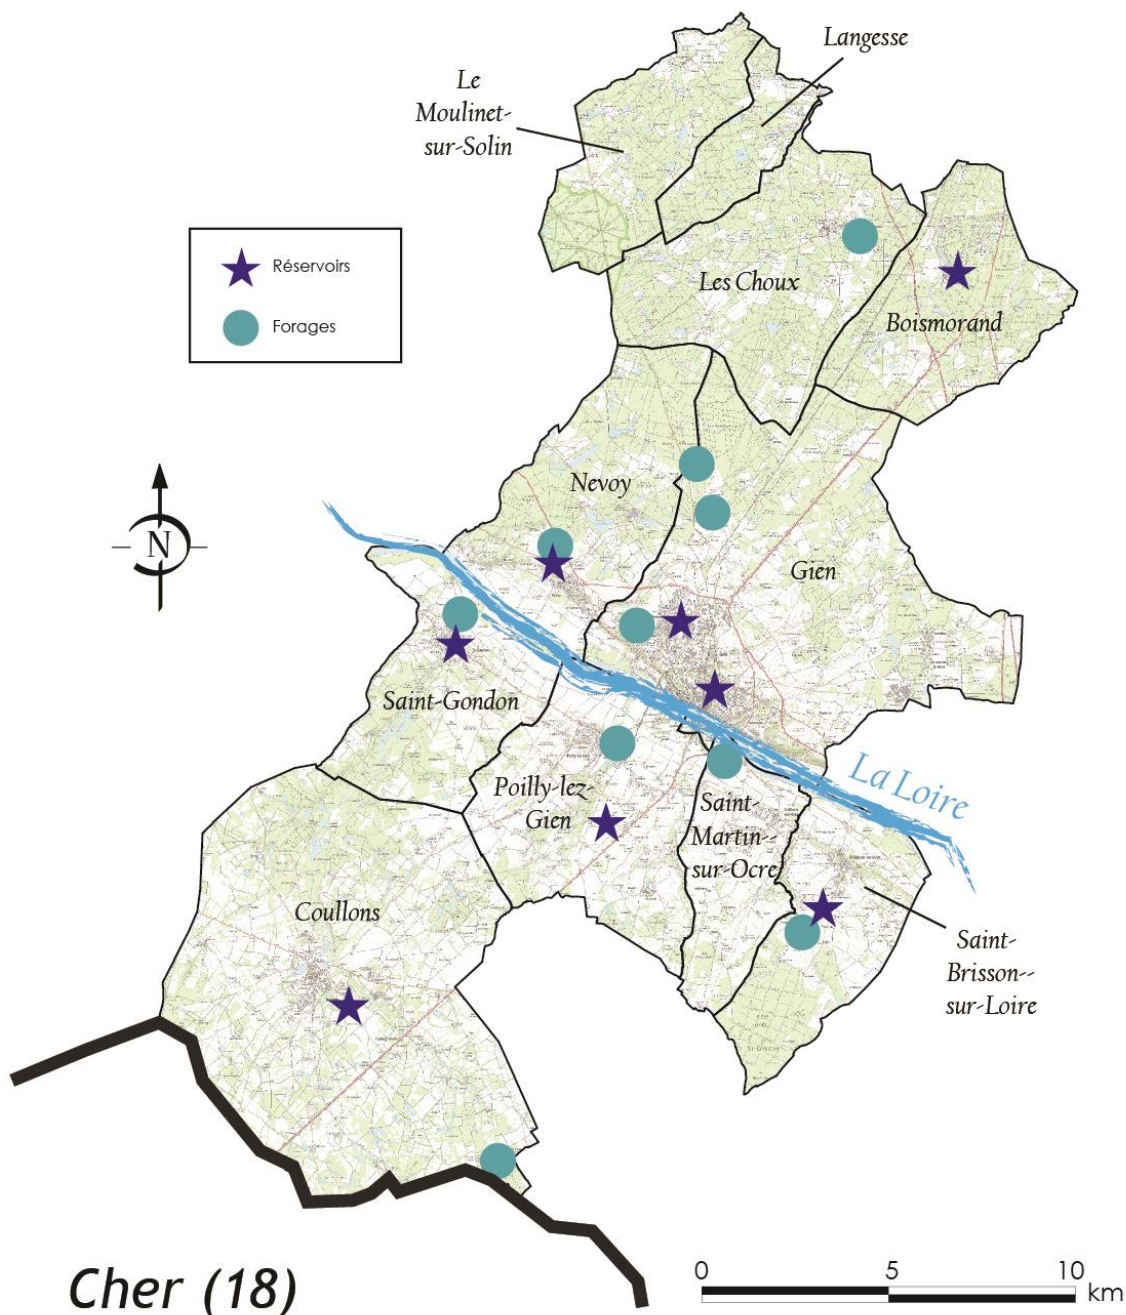 Langesse
Le
Moulinet-
sur-Solin
Réservoirs
Forages
Les Choux
Boismorand
Nevoy
N
Gien
Saint-Gondon
La Loire
Poilly-lez-
Gien
Saint-
Martin--
sur-Ocre
Coullons
Saint-
Brisson--
sur-Loire
Cher (18)
0 5 10
km